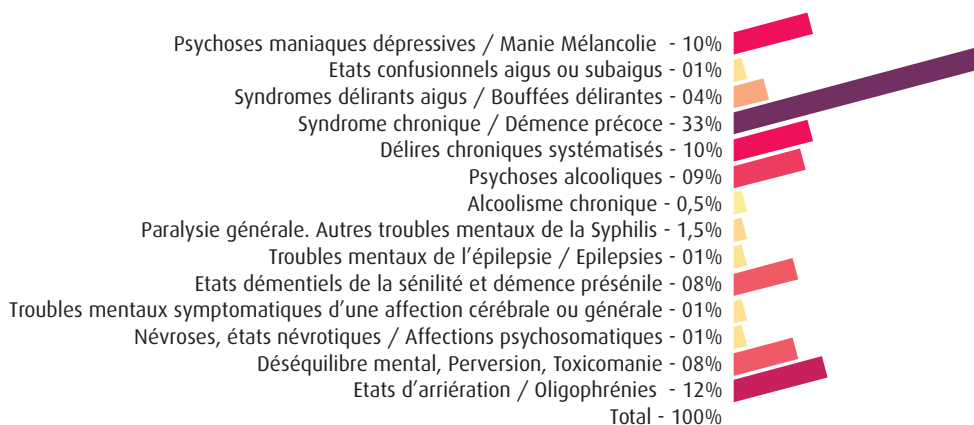 Psychoses maniaques dépressives / Manie Mélancolie - 10%
Etats confusionnels aigus ou subaigus - 01%
Syndromes délirants aigus / Bouffées délirantes - 04%
Syndrome chronique / Démence précoce - 33%
Délires chroniques systématisés - 10%
Psychoses alcooliques - 09%
Alcoolisme chronique - 0,5%
Paralysie générale. Autres troubles mentaux de la Syphilis - 1,5%
Troubles mentaux de l’épilepsie / Epilepsies - 01%
Etats démentiels de la sénilité et démence présénile - 08%
Troubles mentaux symptomatiques d’une affection cérébrale ou générale - 01%
Névroses, états névrotiques / Affections psychosomatiques - 01%
Déséquilibre mental, Perversion, Toxicomanie - 08%
Etats d’arriération / Oligophrénies - 12%
Total - 100%